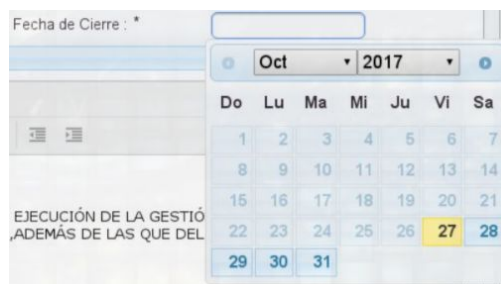 Fecha de Cierre : *
Oct 2017
Do Lu Ma Mi Ju Vi Sa
1 2 3 4 5 6 7
8 9 10 11 12 13 14
15 16 17 18 19 20 21
22 23 24 25 26 27 28
29 30 31
EJECUCIÓN DE LA GESTIÓ
,ADEMÁS DE LAS QUE DEL